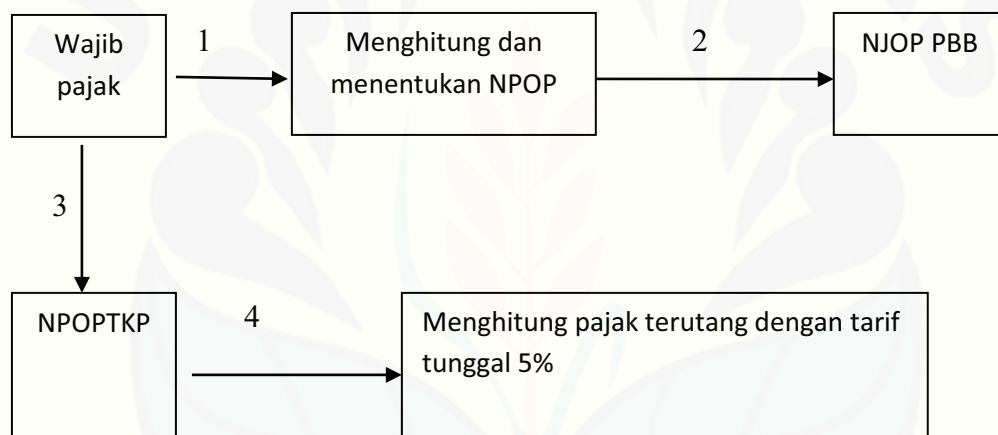 Wajib
pajak
1
Menghitung dan
menentukan NPOP
2
NJOP PBB
3
NPOPTKP
4
Menghitung pajak terutang dengan tarif
tunggal 5%